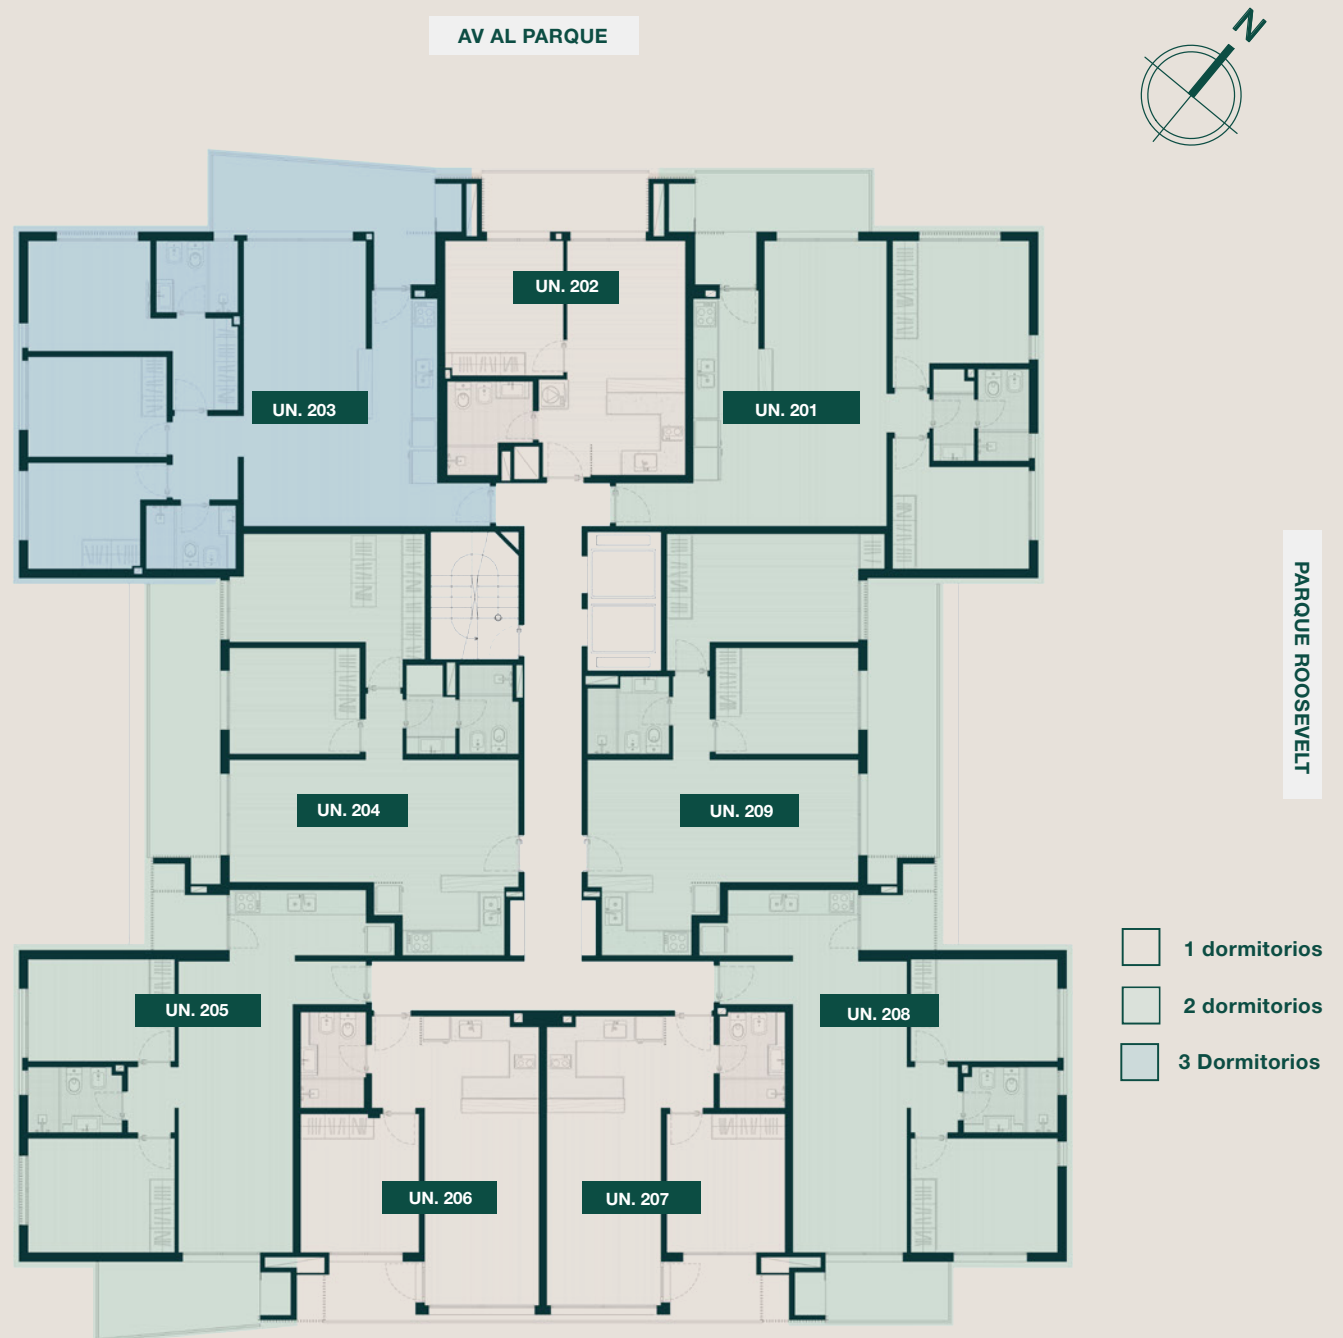 AV AL PARQUE
N
UN. 202
UN. 203
UN. 201
PARQUE ROOSEVELT
UN. 204
UN. 209
1 dormitorios
2 dormitorios
3 Dormitorios
UN. 205
UN. 208
UN. 206
UN. 207